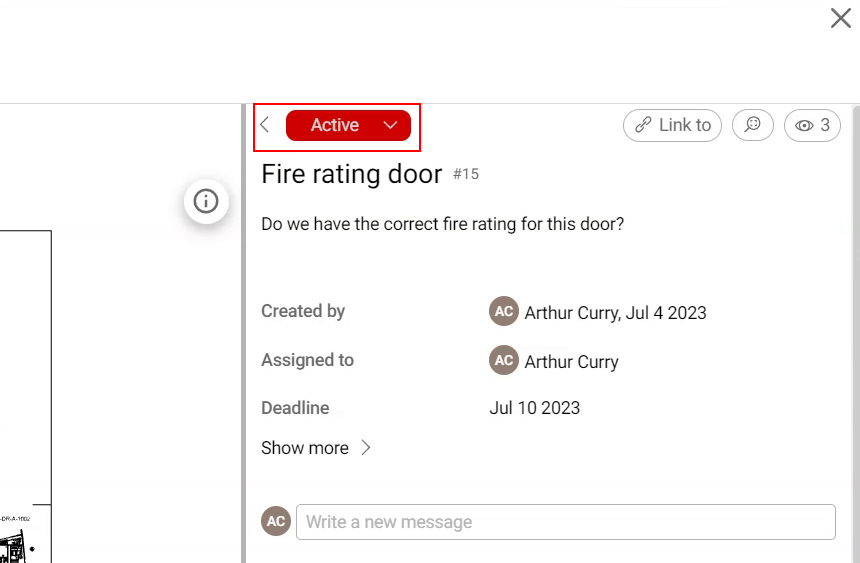 Active
Link to
3
Fire rating door #15
Do we have the correct fire rating for this door?
Created by
AC Arthur Curry, Jul 4 2023
Assigned to
AC Arthur Curry
Deadline
Jul 10 2023
Show more
-DR-A-1002
AC Write a new message